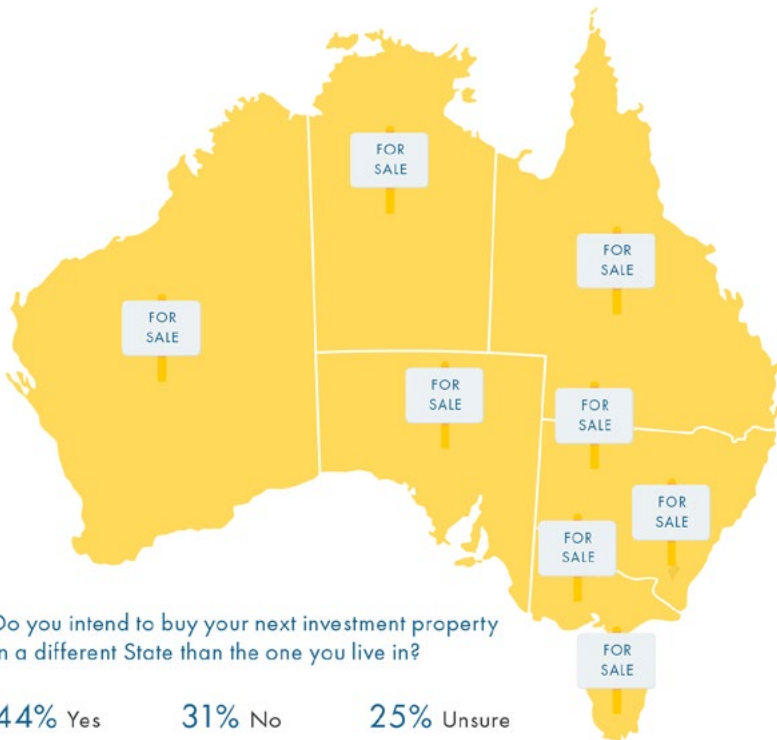 FOR
SALE
FOR
SALE
FOR
SALE
FOR
SALE
FOR
SALE
FOR
SALE
FOR
SALE
FOR
SALE
Do you intend to buy your next investment property
in a different State than the one you live in?
44% Yes 31% No 25% Unsure